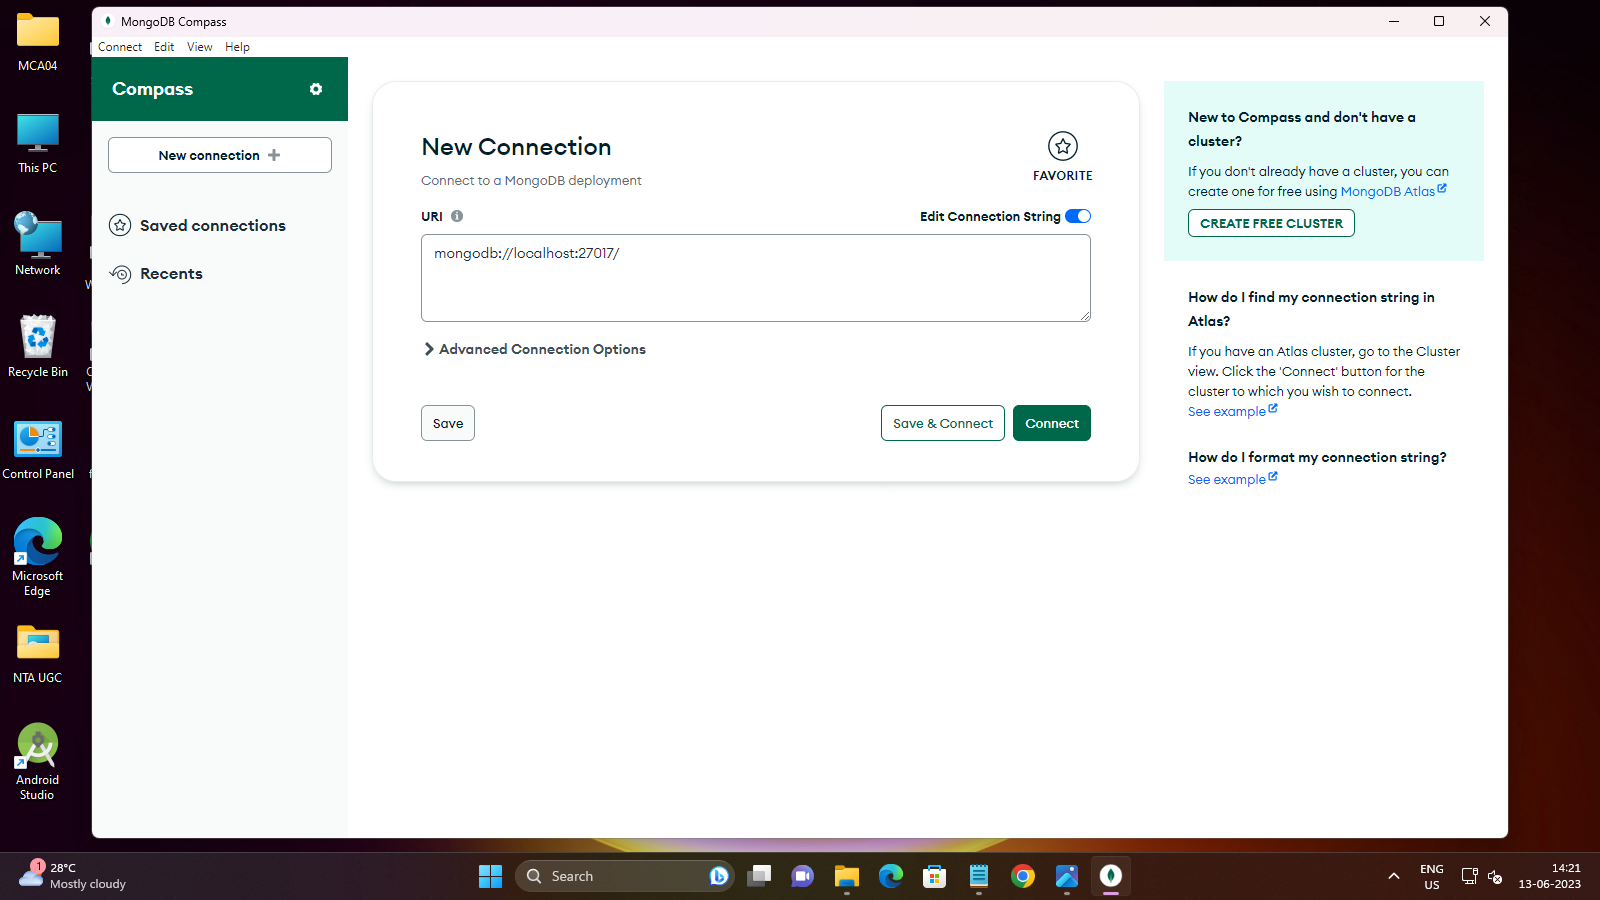 MCA04
This PC
Network
Recycle Bin
Control Panel
Microsoft
Edge
NTA UGC
Android
Studio
MongoDB Compass
Connect Edit View Help
Compass
New connection
Saved connections
Recents
New Connection
Connect to a MongoDB deployment
FAVORITE
URI
Edit Connection String
mongodb://localhost:27017/
Advanced Connection Options
Save
Save & Connect
Connect
New to Compass and don't have a
cluster?
If you don't already have a cluster, you can
create one for free using MongoDB Atlas
CREATE FREE CLUSTER
How do I find my connection string in
Atlas?
If you have an Atlas cluster, go to the Cluster
view. Click the 'Connect' button for the
cluster to which you wish to connect.
See example
How do I format my connection string?
See example
1
28°C
Mostly cloudy
Search
ENG
US
14:21
13-06-2023